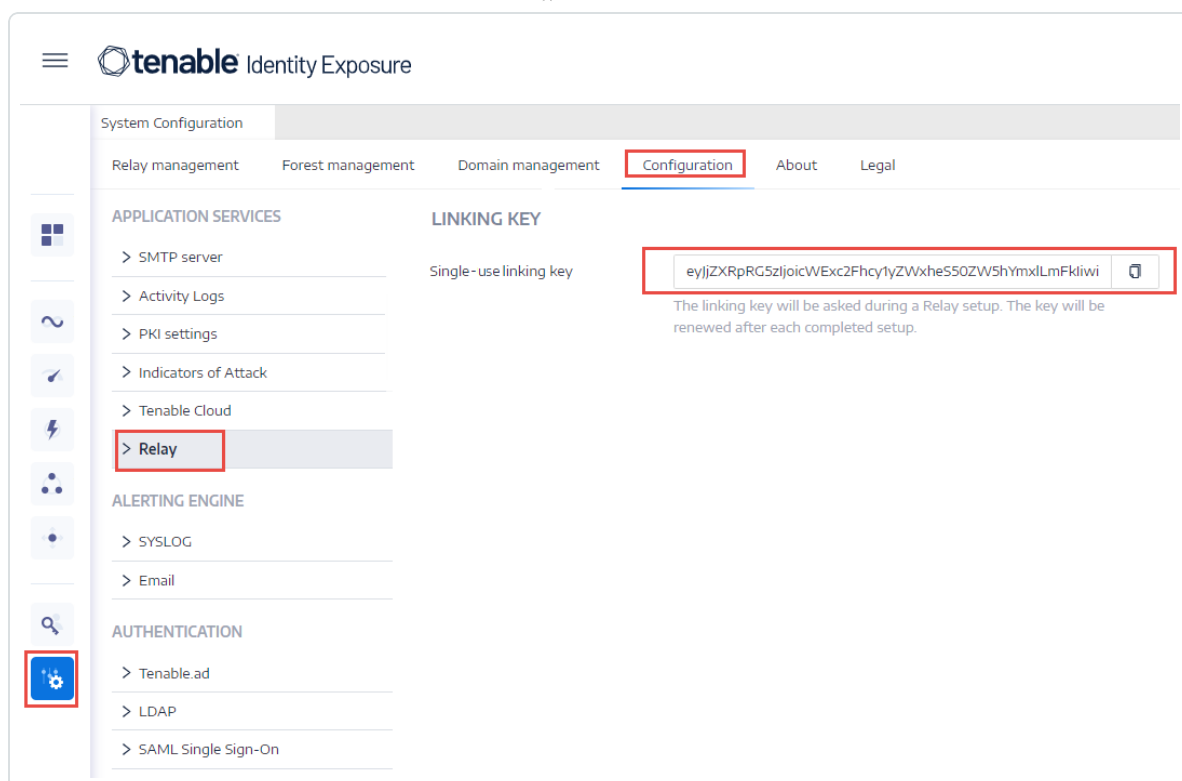 tenable Identity Exposure
System Configuration
Relay management Forest management Domain management Configuration About Legal
APPLICATION SERVICES
SMTP server
Activity Logs
PKI settings
Indicators of Attack
Tenable Cloud
Relay
ALERTING ENGINE
SYSLOG
Email
AUTHENTICATION
Tenable.ad
LDAP
SAML Single Sign-On
LINKING KEY
Single-use linking key
eyJjZXRpRG5zIjoicWExc2Fhcy1yZWxheS50ZW5hYmxlLmFkIiwi
The linking key will be asked during a Relay setup. The key will be
renewed after each completed setup.